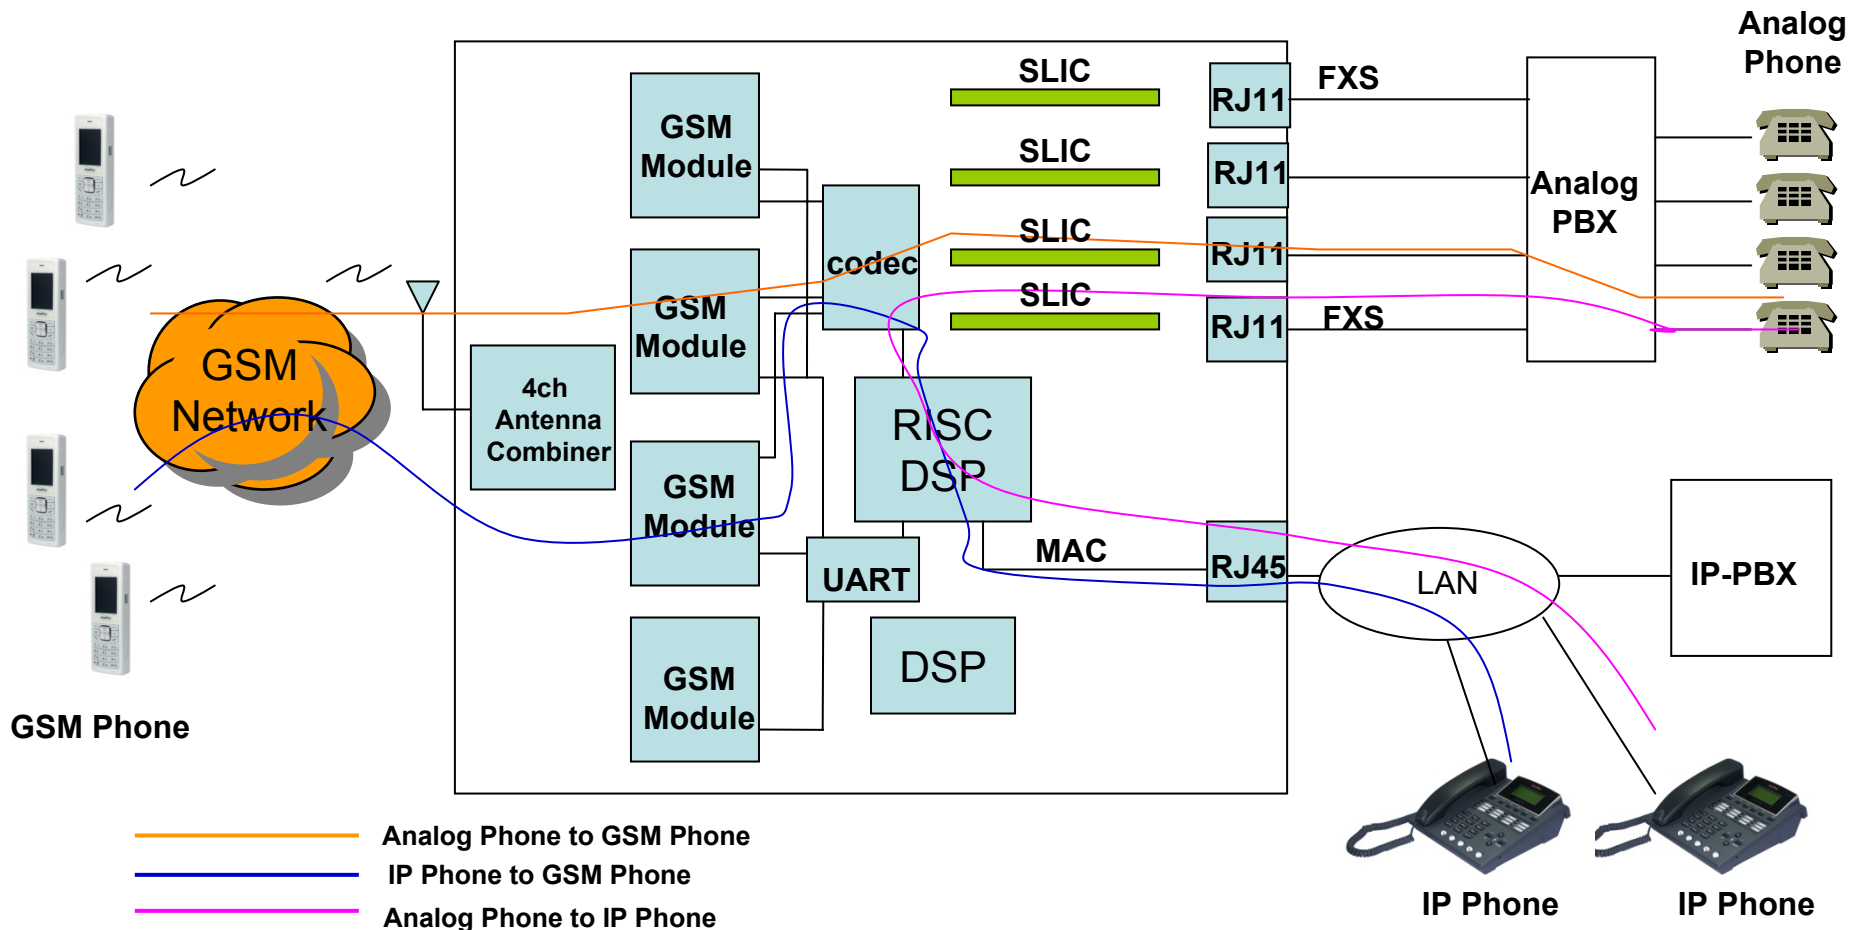 Analog
Phone
SLIC
RJ11
FXS
GSM
Module
SLIC
RJ11
Analog
PBX
SLIC
RJ11
codec
GSM
Module
SLIC
RJ11
FXS
GSM
Network
4ch
Antenna
Combiner
RISC
DSP
GSM
Module
MAC
RJ45
UART
LAN
IP-PBX
DSP
GSM
Module
GSM Phone
Analog Phone to GSM Phone
IP Phone to GSM Phone
Analog Phone to IP Phone
IP Phone
IP Phone